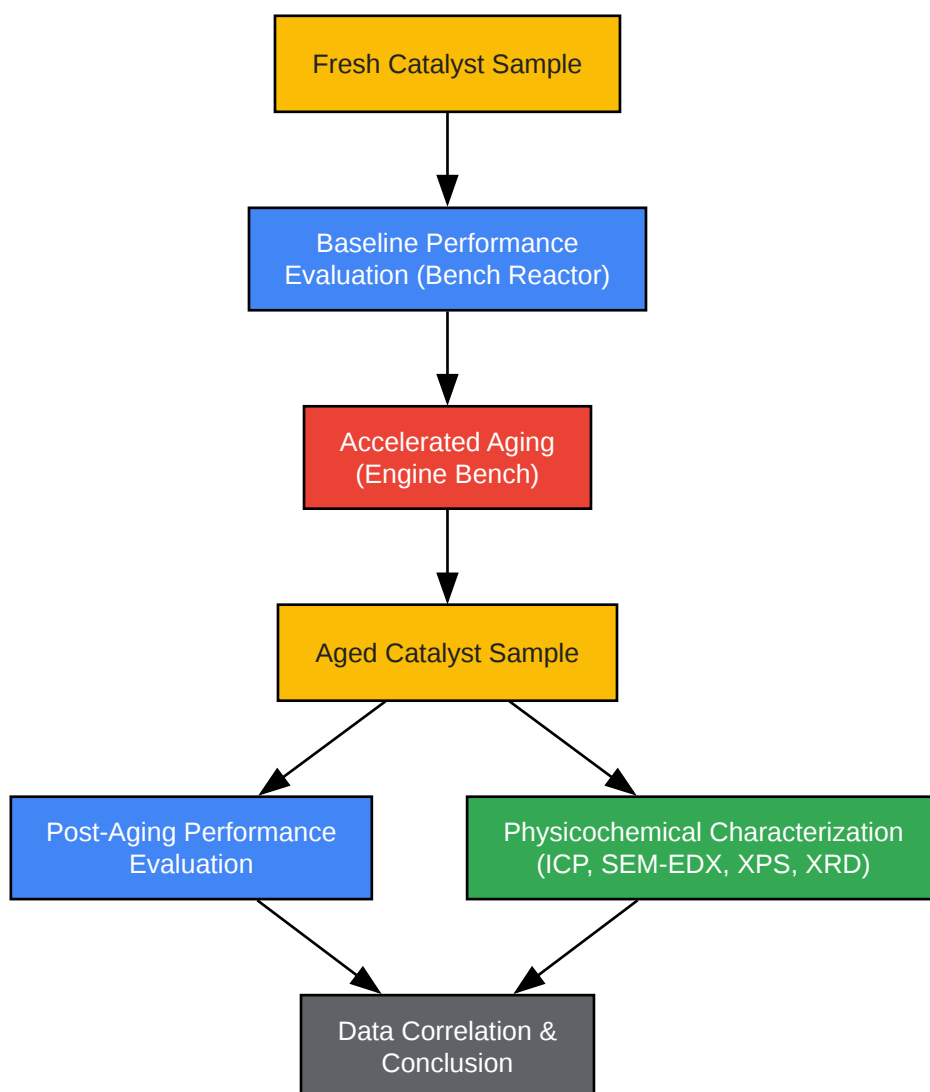 Fresh Catalyst Sample
Baseline Performance
Evaluation (Bench Reactor)
Accelerated Aging
(Engine Bench)
Aged Catalyst Sample
Post-Aging Performance
Evaluation
Physicochemical Characterization
(ICP, SEM-EDX, XPS, XRD)
Data Correlation &
Conclusion